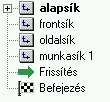 alapsík
frontsík
oldalsík
munkasík 1
Frissítés
Befejezés